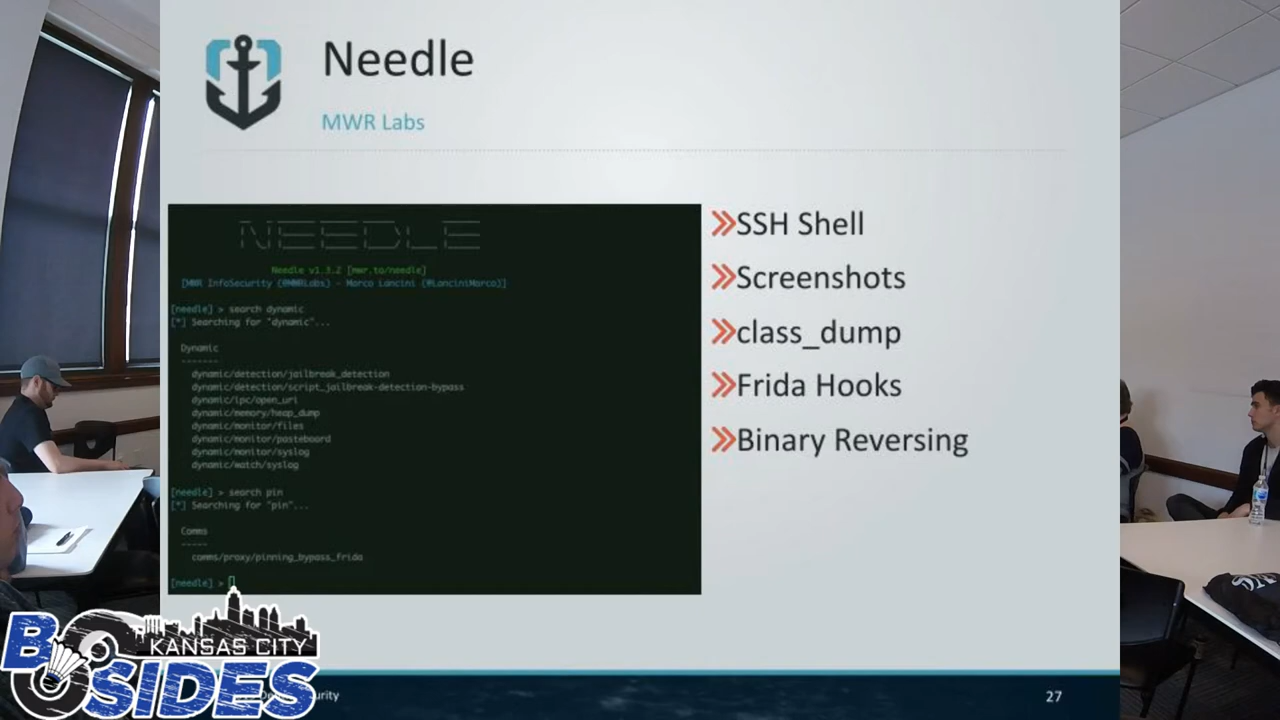 Needle
MWR Labs
NEEDLE
Needle v1.3.2 [mwr.to/needle]
[MWR InfoSecurity (@MWRLabs) - Marco Lancini (@LanciniMarco)]
[needle] > search dynamic
[*] Searching for "dynamic"...
Dynamic
-------
dynamic/detection/jailbreak_detection
dynamic/detection/script_jailbreak-detection-bypass
dynamic/ipc/open_uri
dynamic/memory/heap_dump
dynamic/monitor/files
dynamic/monitor/pasteboard
dynamic/monitor/syslog
dynamic/watch/syslog
[needle] > search pin
[*] Searching for "pin"...
Comms
-----
comms/proxy/pinning_bypass_frida
[needle] >
SSH Shell
Screenshots
class_dump
Frida Hooks
Binary Reversing
B SIDES
KANSAS CITY
27